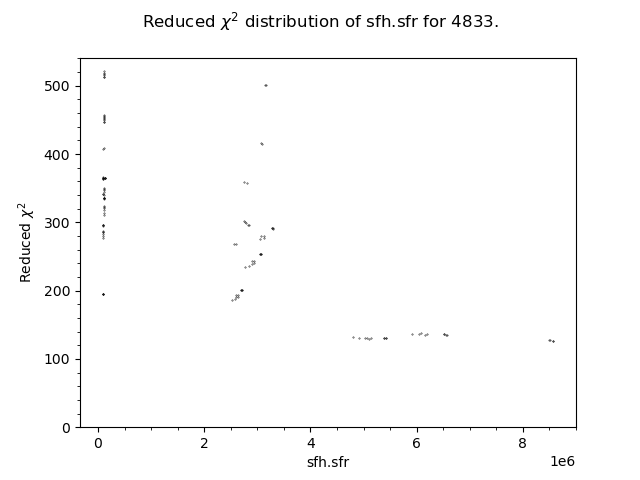 Reduced χ² distribution of sfh.sfr for 4833.
500
400
300
200
100
0
Reduced χ²
0 2 4 6 8
1e6
sfh.sfr